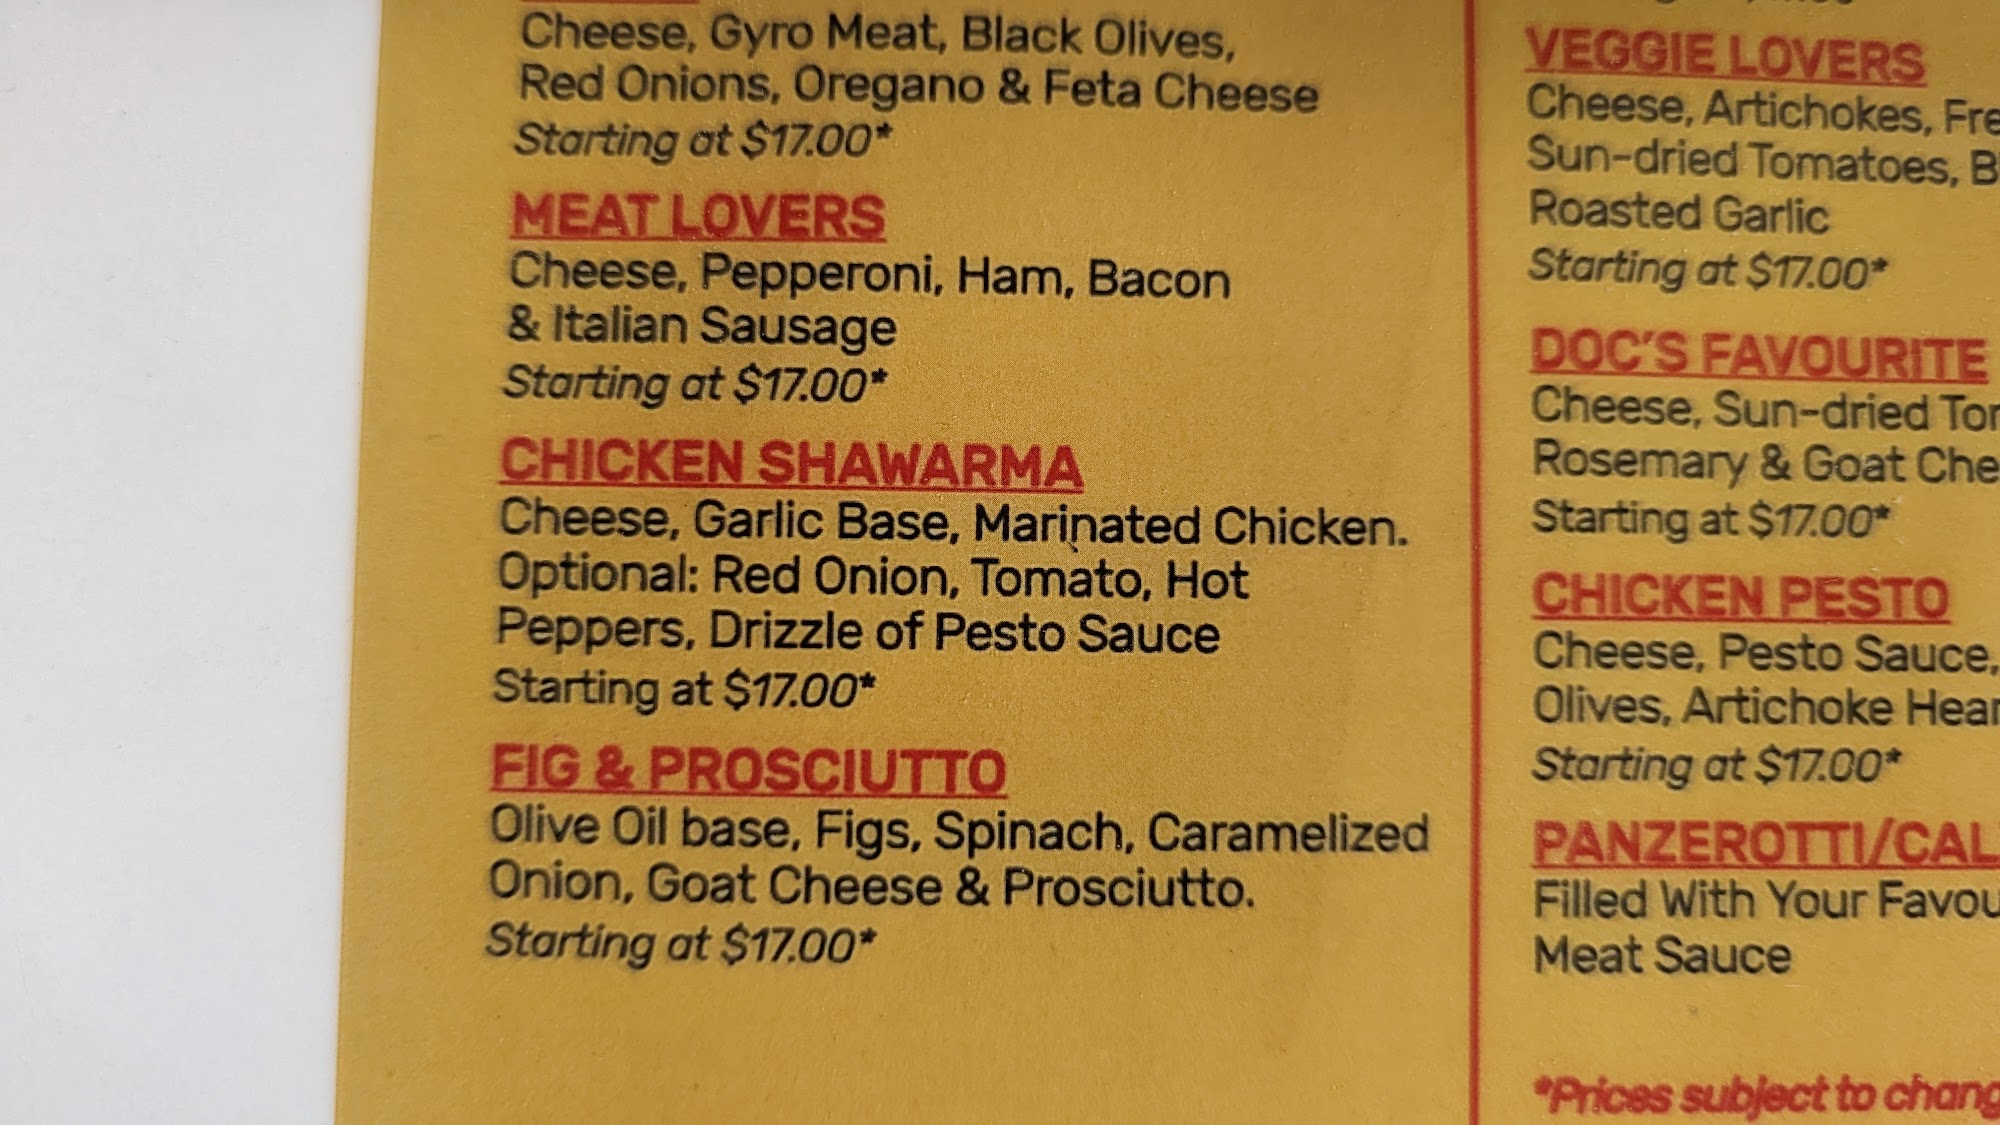 Cheese, Gyro Meat, Black Olives,
Red Onions, Oregano & Feta Cheese
Starting at $17.00*
MEAT LOVERS
Cheese, Pepperoni, Ham, Bacon
& Italian Sausage
Starting at $17.00*
CHICKEN SHAWARMA
Cheese, Garlic Base, Marinated Chicken.
Optional: Red Onion, Tomato, Hot
Peppers, Drizzle of Pesto Sauce
Starting at $17.00*
FIG & PROSCIUTTO
Olive Oil base, Figs, Spinach, Caramelized
Onion, Goat Cheese & Prosciutto.
Starting at $17.00*
VEGGIE LOVERS
Cheese, Artichokes,
Sun-dried Tomatoes,
Roasted Garlic
Starting at $17.00*
DOC'S FAVOURITE
Cheese, Sun-dried
Rosemary & Goat
Starting at $17.00*
CHICKEN PESTO
Cheese, Pesto Sauce,
Olives, Artichoke
Starting at $17.00*
PANZEROTTI/
Filled With Your
Meat Sauce
*Prices subject to